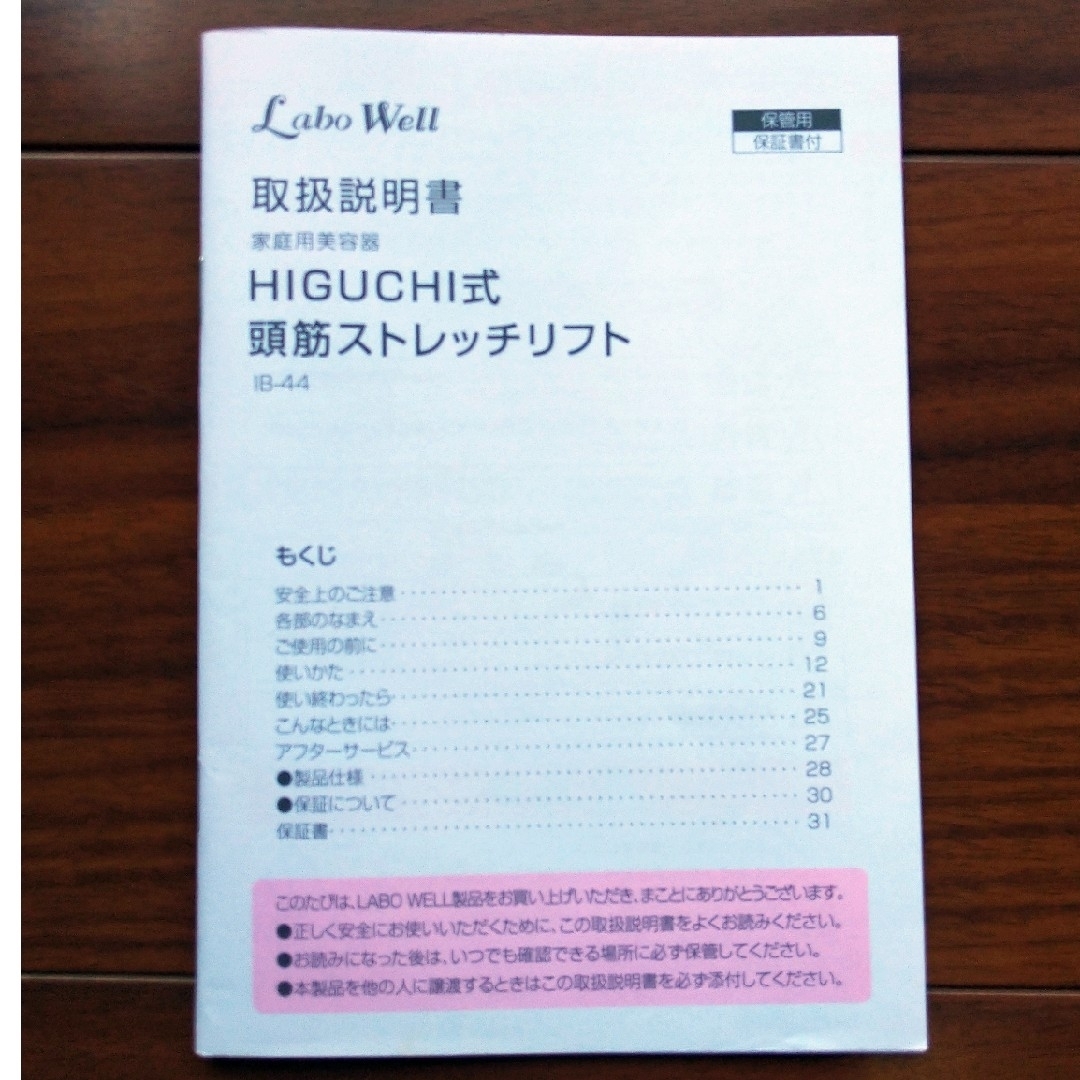 Labo Well
保管用
保証書付
取扱説明書
家庭用美容器
HIGUCHI式
頭筋ストレッチリフト
IB-44
もくじ
安全上のご注意 1
各部のなまえ 6
ご使用の前に 9
使いかた 12
使い終わったら 21
こんなときには 25
アフターサービス 27
●製品仕様 28
●保証について 30
保証書 31
このたびは、LABO WELL製品をお買い上げいただき、まことにありがとうございます。
●正しく安全にお使いいただくために、この取扱説明書をよくお読みください。
●お読みになった後は、いつでも確認できる場所に必ず保管してください。
●本製品を他の人に譲渡するときはこの取扱説明書を必ず添付してください。